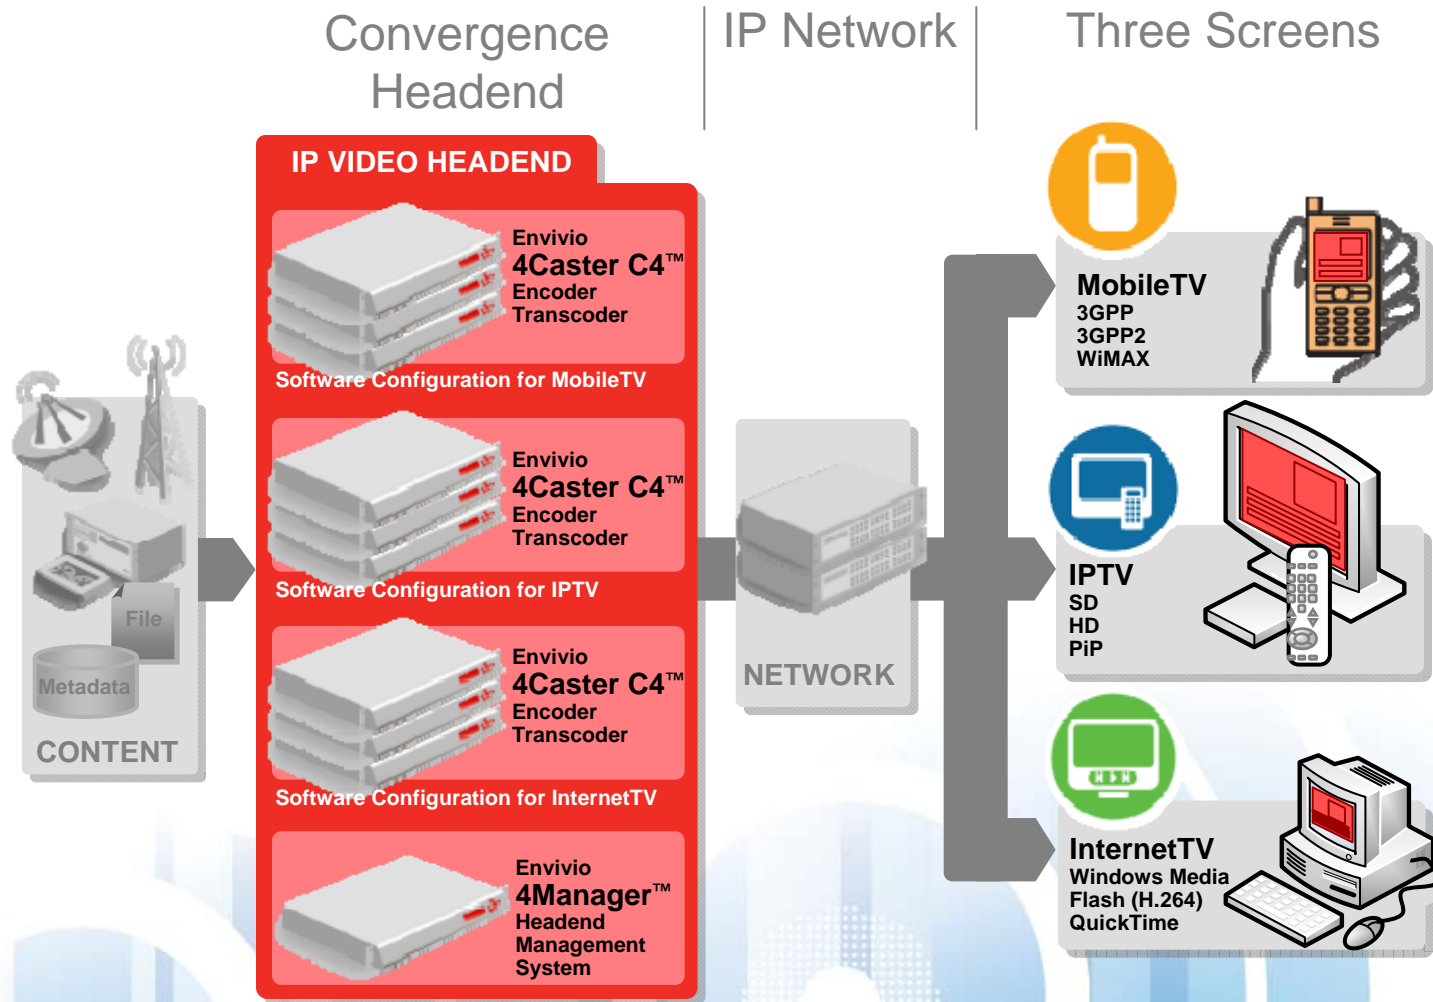 Convergence
Headend
IP Network
Three Screens
IP VIDEO HEADEND
Envivio
4Caster C4™
Encoder
Transcoder
Software Configuration for MobileTV
Envivio
4Caster C4™
Encoder
Transcoder
Software Configuration for IPTV
Envivio
4Caster C4™
Encoder
Transcoder
Software Configuration for InternetTV
Envivio
4Manager™
Headend
Management
System
File
Metadata
CONTENT
NETWORK
MobileTV
3GPP
3GPP2
WiMAX
IPTV
SD
HD
PiP
InternetTV
Windows Media
Flash (H.264)
QuickTime